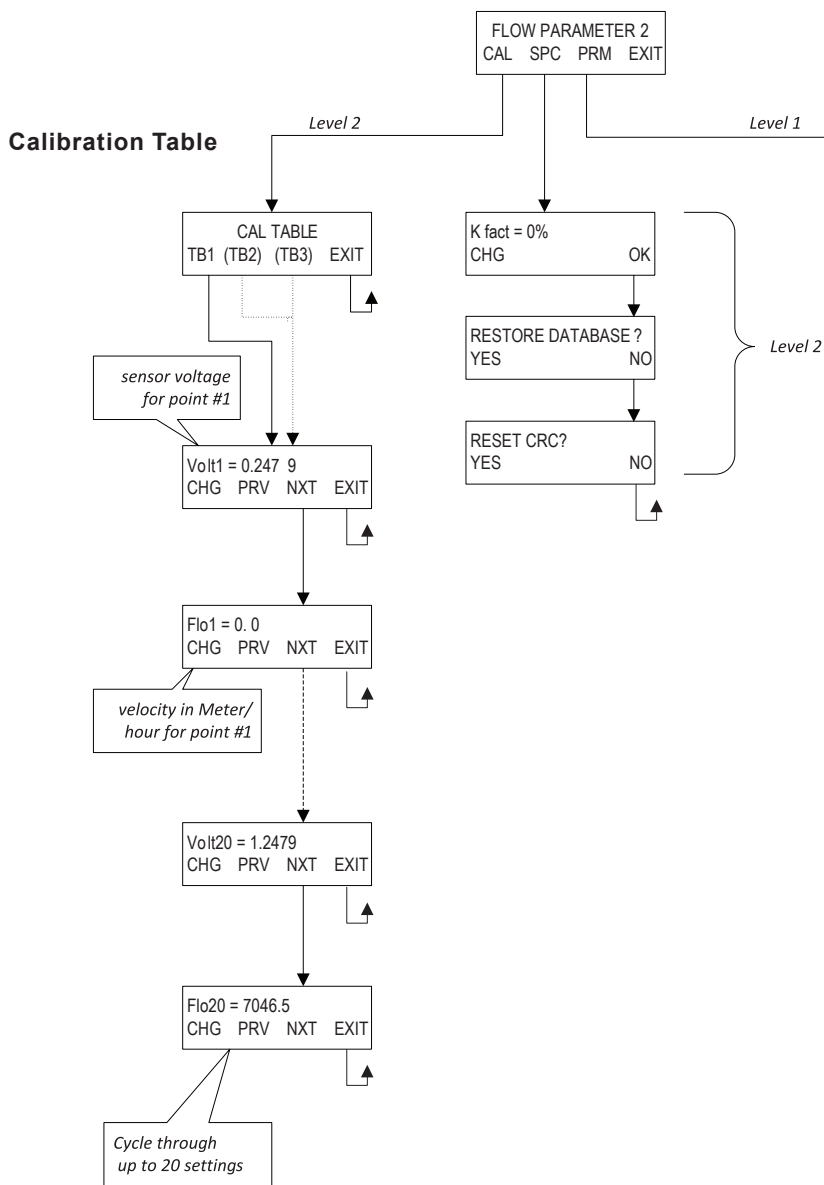 FLOW PARAMETER 2
CAL SPC PRM EXIT
Level 2
Level 1
Calibration Table
CAL TABLE
TB1 (TB2) (TB3) EXIT
K fact = 0%
CHG OK
RESTORE DATABASE ?
YES NO
Level 2
sensor voltage
for point #1
RESET CRC?
YES NO
Volt1 = 0.247 9
CHG PRV NXT EXIT
Flo1 = 0. 0
CHG PRV NXT EXIT
velocity in Meter/
hour for point #1
Volt20 = 1.2479
CHG PRV NXT EXIT
Flo20 = 7046.5
CHG PRV NXT EXIT
Cycle through
up to 20 settings